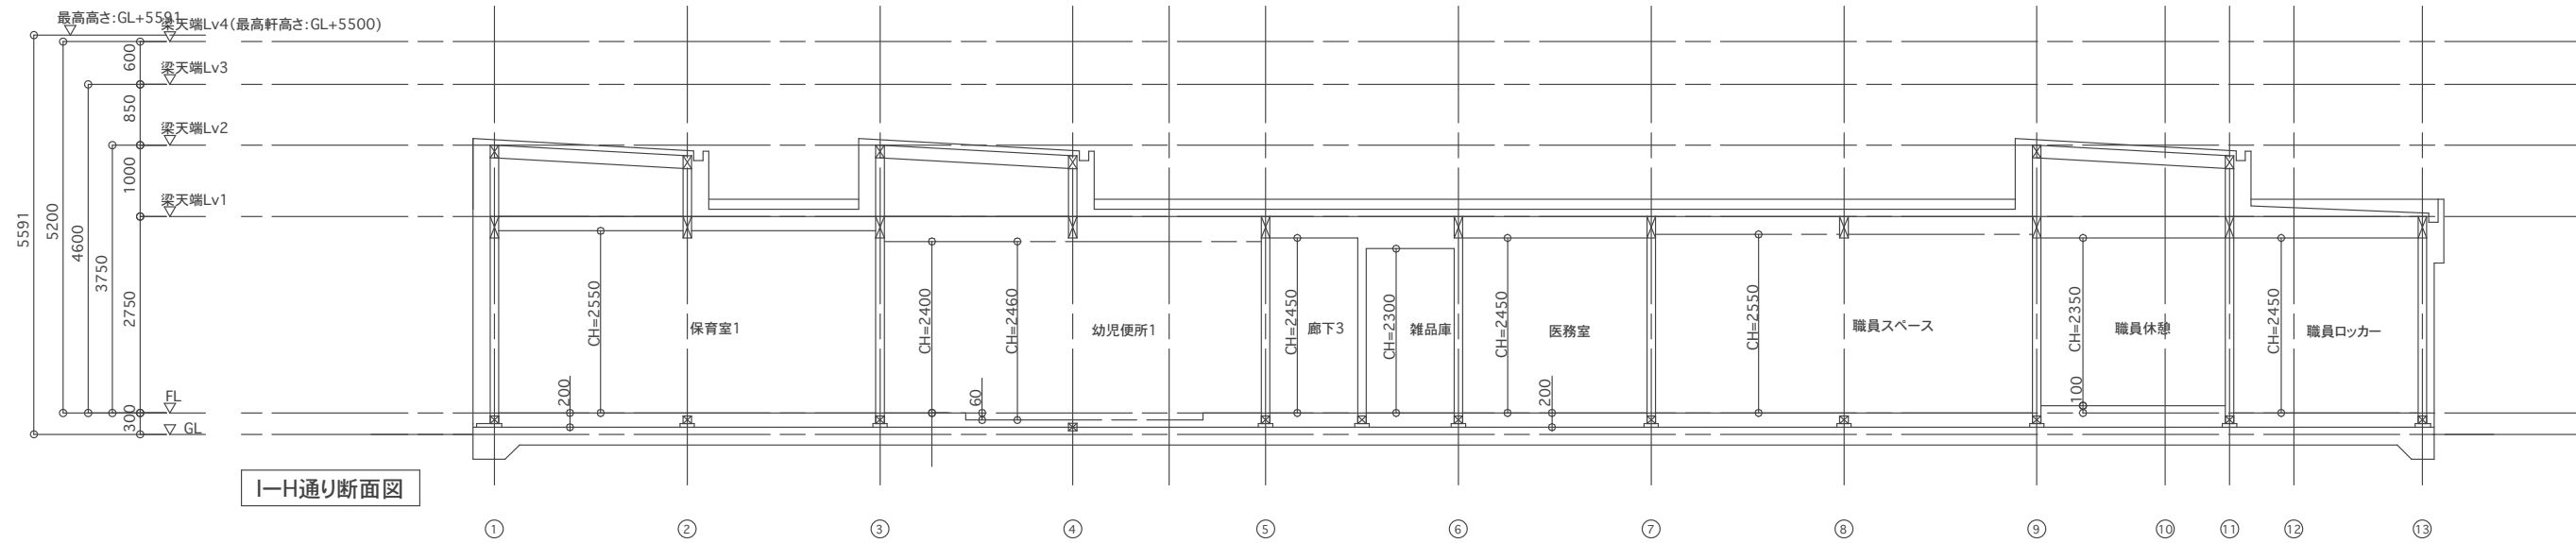 最高高さ:GL+5591
梁天端Lv4(最高軒高さ:GL+5500)
梁天端Lv3
梁天端Lv2
梁天端Lv1
FL
GL
5591
5200
4600
3750
600
850
1000
2750
300
200
CH=2550
保育室1
CH=2400
60
CH=2460
幼児便所1
CH=2450
廊下3
CH=2300
雑品庫
CH=2450
200
医務室
CH=2550
職員スペース
CH=2350
100
職員休憩
CH=2450
職員ロッカー
I－H通り断面図
① ② ③ ④ ⑤ ⑥ ⑦ ⑧ ⑨ ⑩ ⑪ ⑫ ⑬